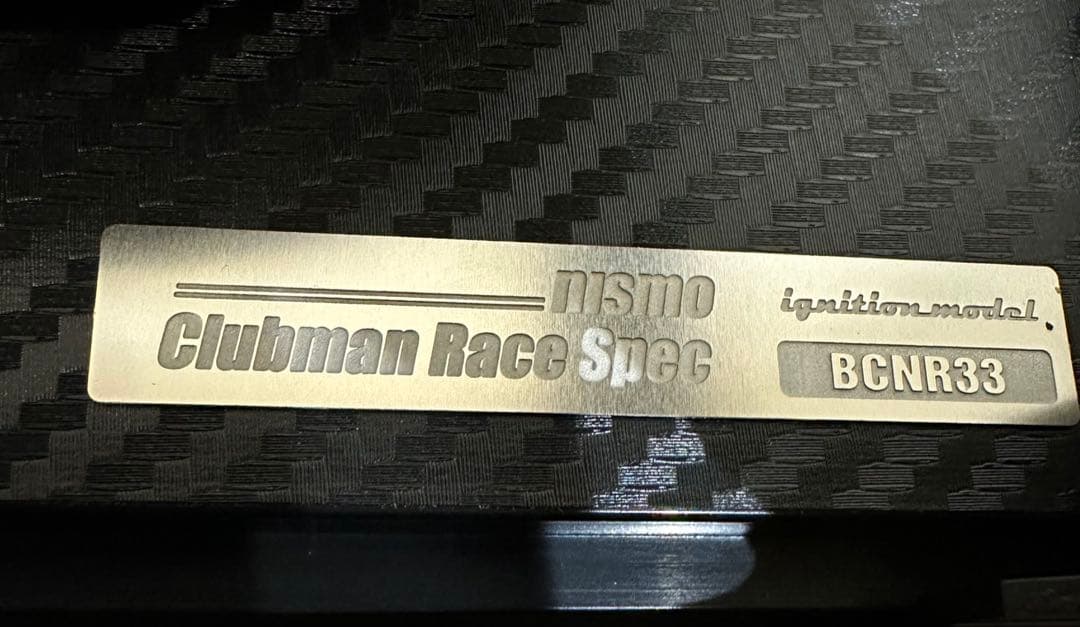 nismo
Clubman Race Spec
ignition model
BCNR33